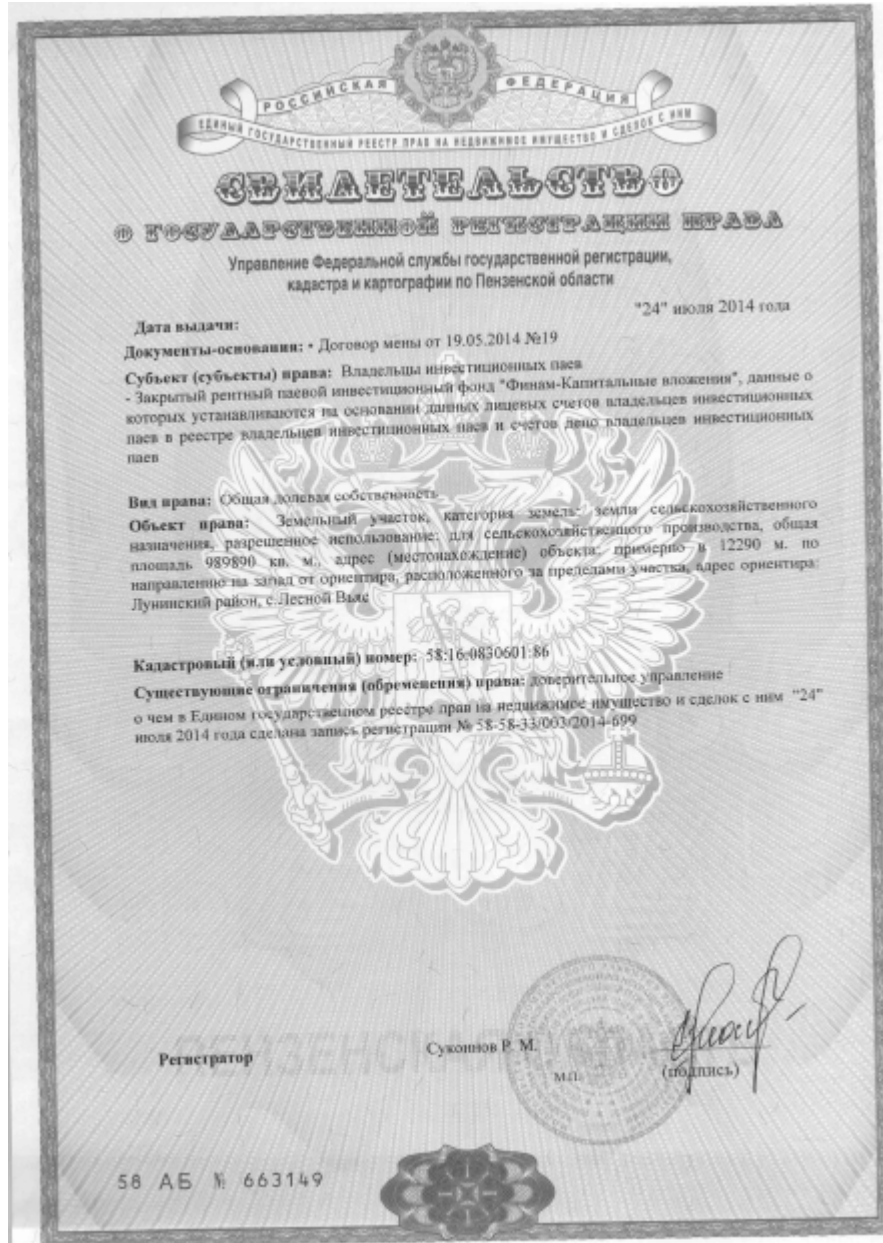 РОССИЙСКАЯ ФЕДЕРАЦИЯ
ЕДИНЫЙ ГОСУДАРСТВЕННЫЙ РЕЕСТР ПРАВ НА НЕДВИЖИМОЕ ИМУЩЕСТВО И СДЕЛОК С НИМ
СВИДЕТЕЛЬСТВО
О ГОСУДАРСТВЕННОЙ РЕГИСТРАЦИИ ПРАВА
Управление Федеральной службы государственной регистрации,
кадастра и картографии по Пензенской области
Дата выдачи: "24" июля 2014 года
Документы-основания: • Договор мены от 19.05.2014 №19
Субъект (субъекты) права: Владельцы инвестиционных паев
- Закрытый рентный паевой инвестиционный фонд "Финам-Капитальные вложения", данные о
которых устанавливаются на основании данных лицевых счетов владельцев инвестиционных
паев в реестре владельцев инвестиционных паев и счетов депо владельцев инвестиционных
паев
Вид права: Общая долевая собственность
Объект права: Земельный участок, категория земель: земли сельскохозяйственного
назначения, разрешенное использование: для сельскохозяйственного производства, общая
площадь 989890 кв. м., адрес (местонахождение) объекта: примерно в 12290 м. по
направлению на запад от ориентира, расположенного за пределами участка, адрес ориентира:
Лунинский район, с.Лесной Вьяс
Кадастровый (или условный) номер: 58:16:0830601:86
Существующие ограничения (обременения) права: доверительное управление
о чем в Едином государственном реестре прав на недвижимое имущество и сделок с ним "24"
июля 2014 года сделана запись регистрации № 58-58-33/003/2014-699
Регистратор Суконнов Р. М.
м.п. (подпись)
58 АБ № 663149